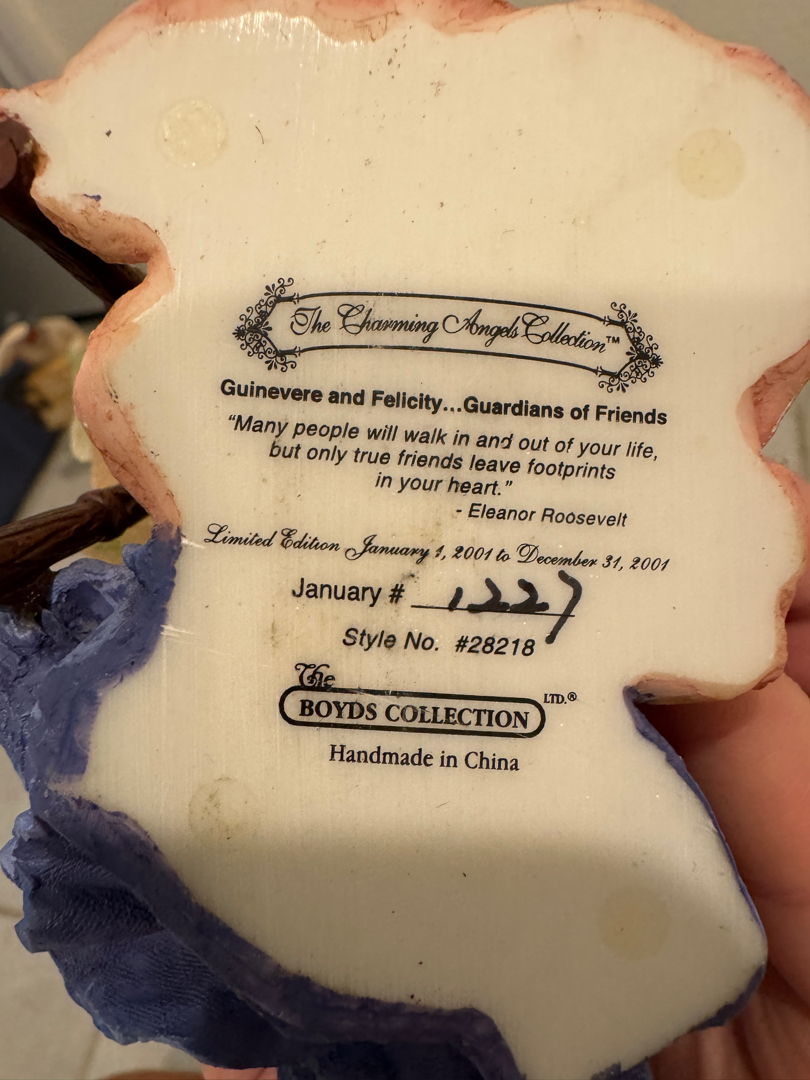 The Charming Angels Collection™
Guinevere and Felicity...Guardians of Friends
“Many people will walk in and out of your life,
but only true friends leave footprints
in your heart.”
- Eleanor Roosevelt
Limited Edition January 1, 2001 to December 31, 2001
January # 1227
Style No. #28218
The
BOYDS COLLECTION LTD.®
Handmade in China